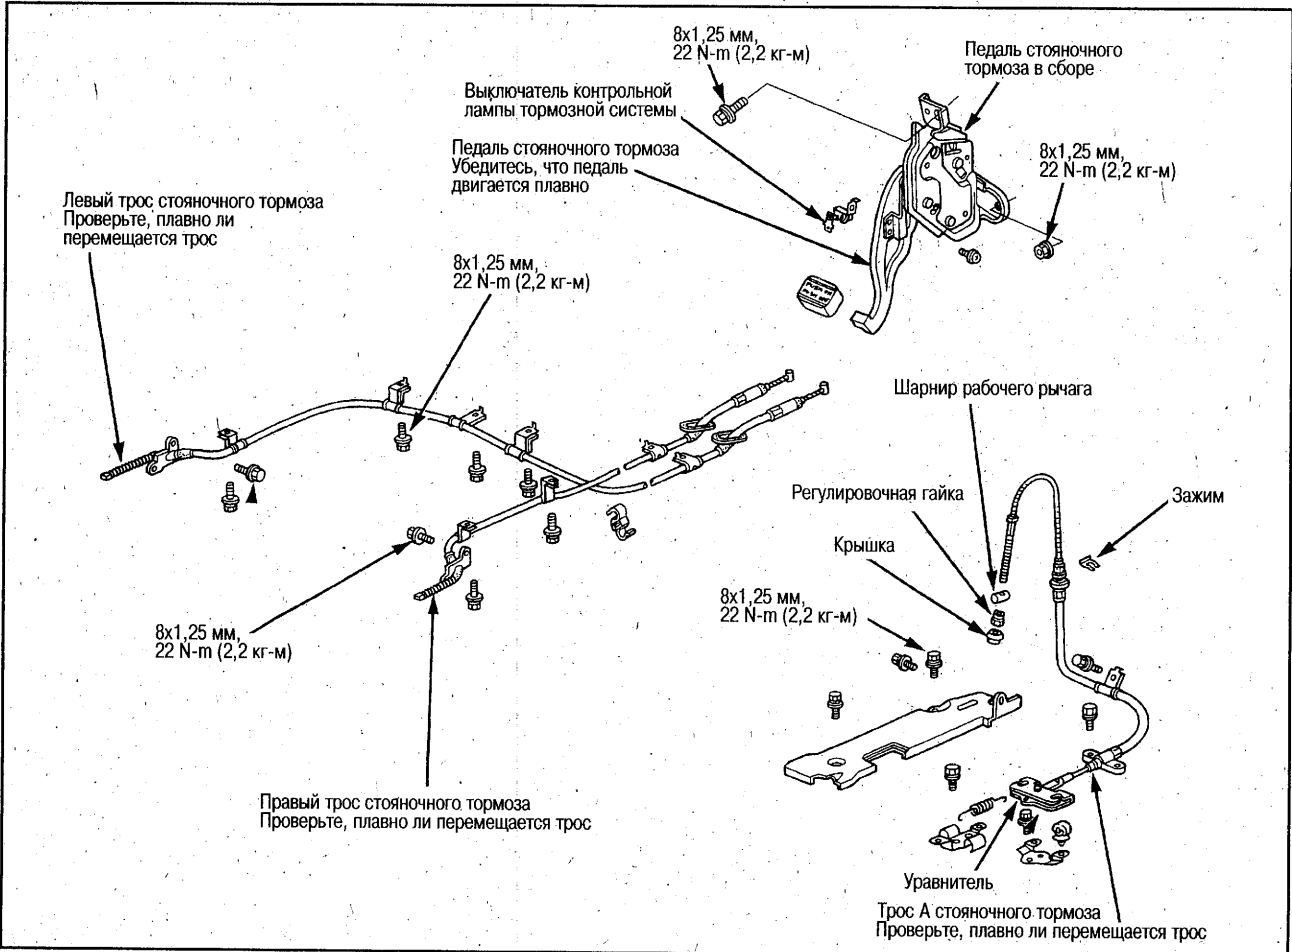 8x1,25 мм,
22 N-m (2,2 кг-м)
Педаль стояночного
тормоза в сборе
Выключатель контрольной
лампы тормозной системы
Педаль стояночного тормоза
Убедитесь, что педаль
двигается плавно
8x1,25 мм,
22 N-m (2,2 кг-м)
Левый трос стояночного тормоза
Проверьте, плавно ли
перемещается трос
8x1,25 мм,
22 N-m (2,2 кг-м)
Шарнир рабочего рычага
Регулировочная гайка
Зажим
Крышка
8x1,25 мм,
22 N-m (2,2 кг-м)
8x1,25 мм,
22 N-m (2,2 кг-м)
Правый трос стояночного тормоза
Проверьте, плавно ли перемещается трос
Уравнитель
Трос А стояночного тормоза
Проверьте, плавно ли перемещается трос